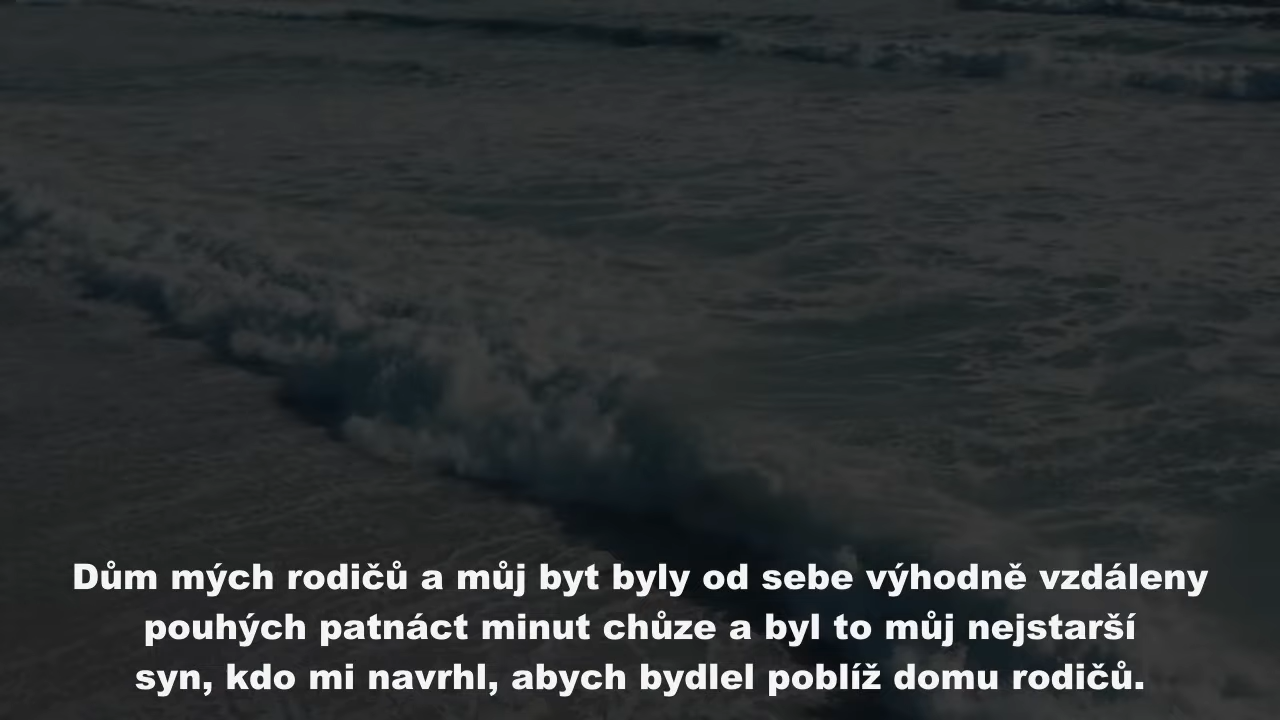 Dům mých rodičů a můj byt byly od sebe výhodně vzdáleny
pouhých patnáct minut chůze a byl to můj nejstarší
syn, kdo mi navrhl, abych bydlel poblíž domu rodičů.